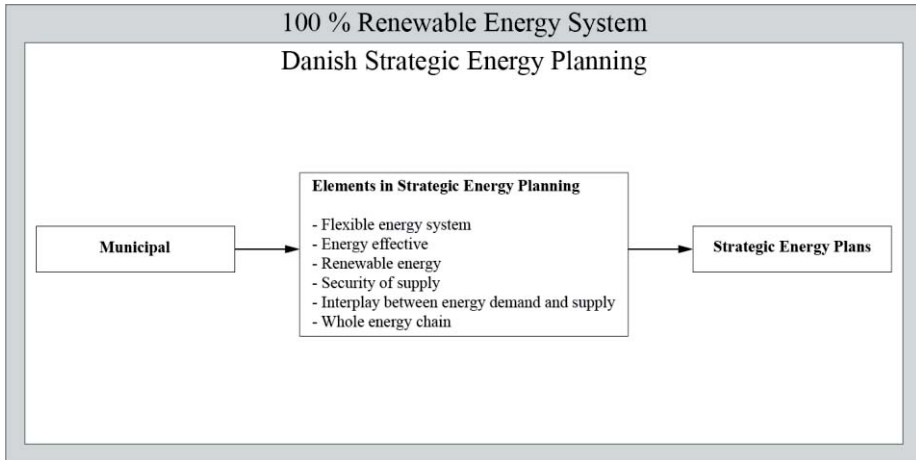 100 % Renewable Energy System
Danish Strategic Energy Planning
Municipal
Elements in Strategic Energy Planning
- Flexible energy system
- Energy effective
- Renewable energy
- Security of supply
- Interplay between energy demand and supply
- Whole energy chain
Strategic Energy Plans